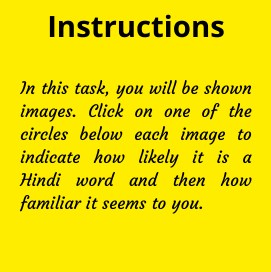 Instructions
In this task, you will be shown
images. Click on one of the
circles below each image to
indicate how likely it is a
Hindi word and then how
familiar it seems to you.